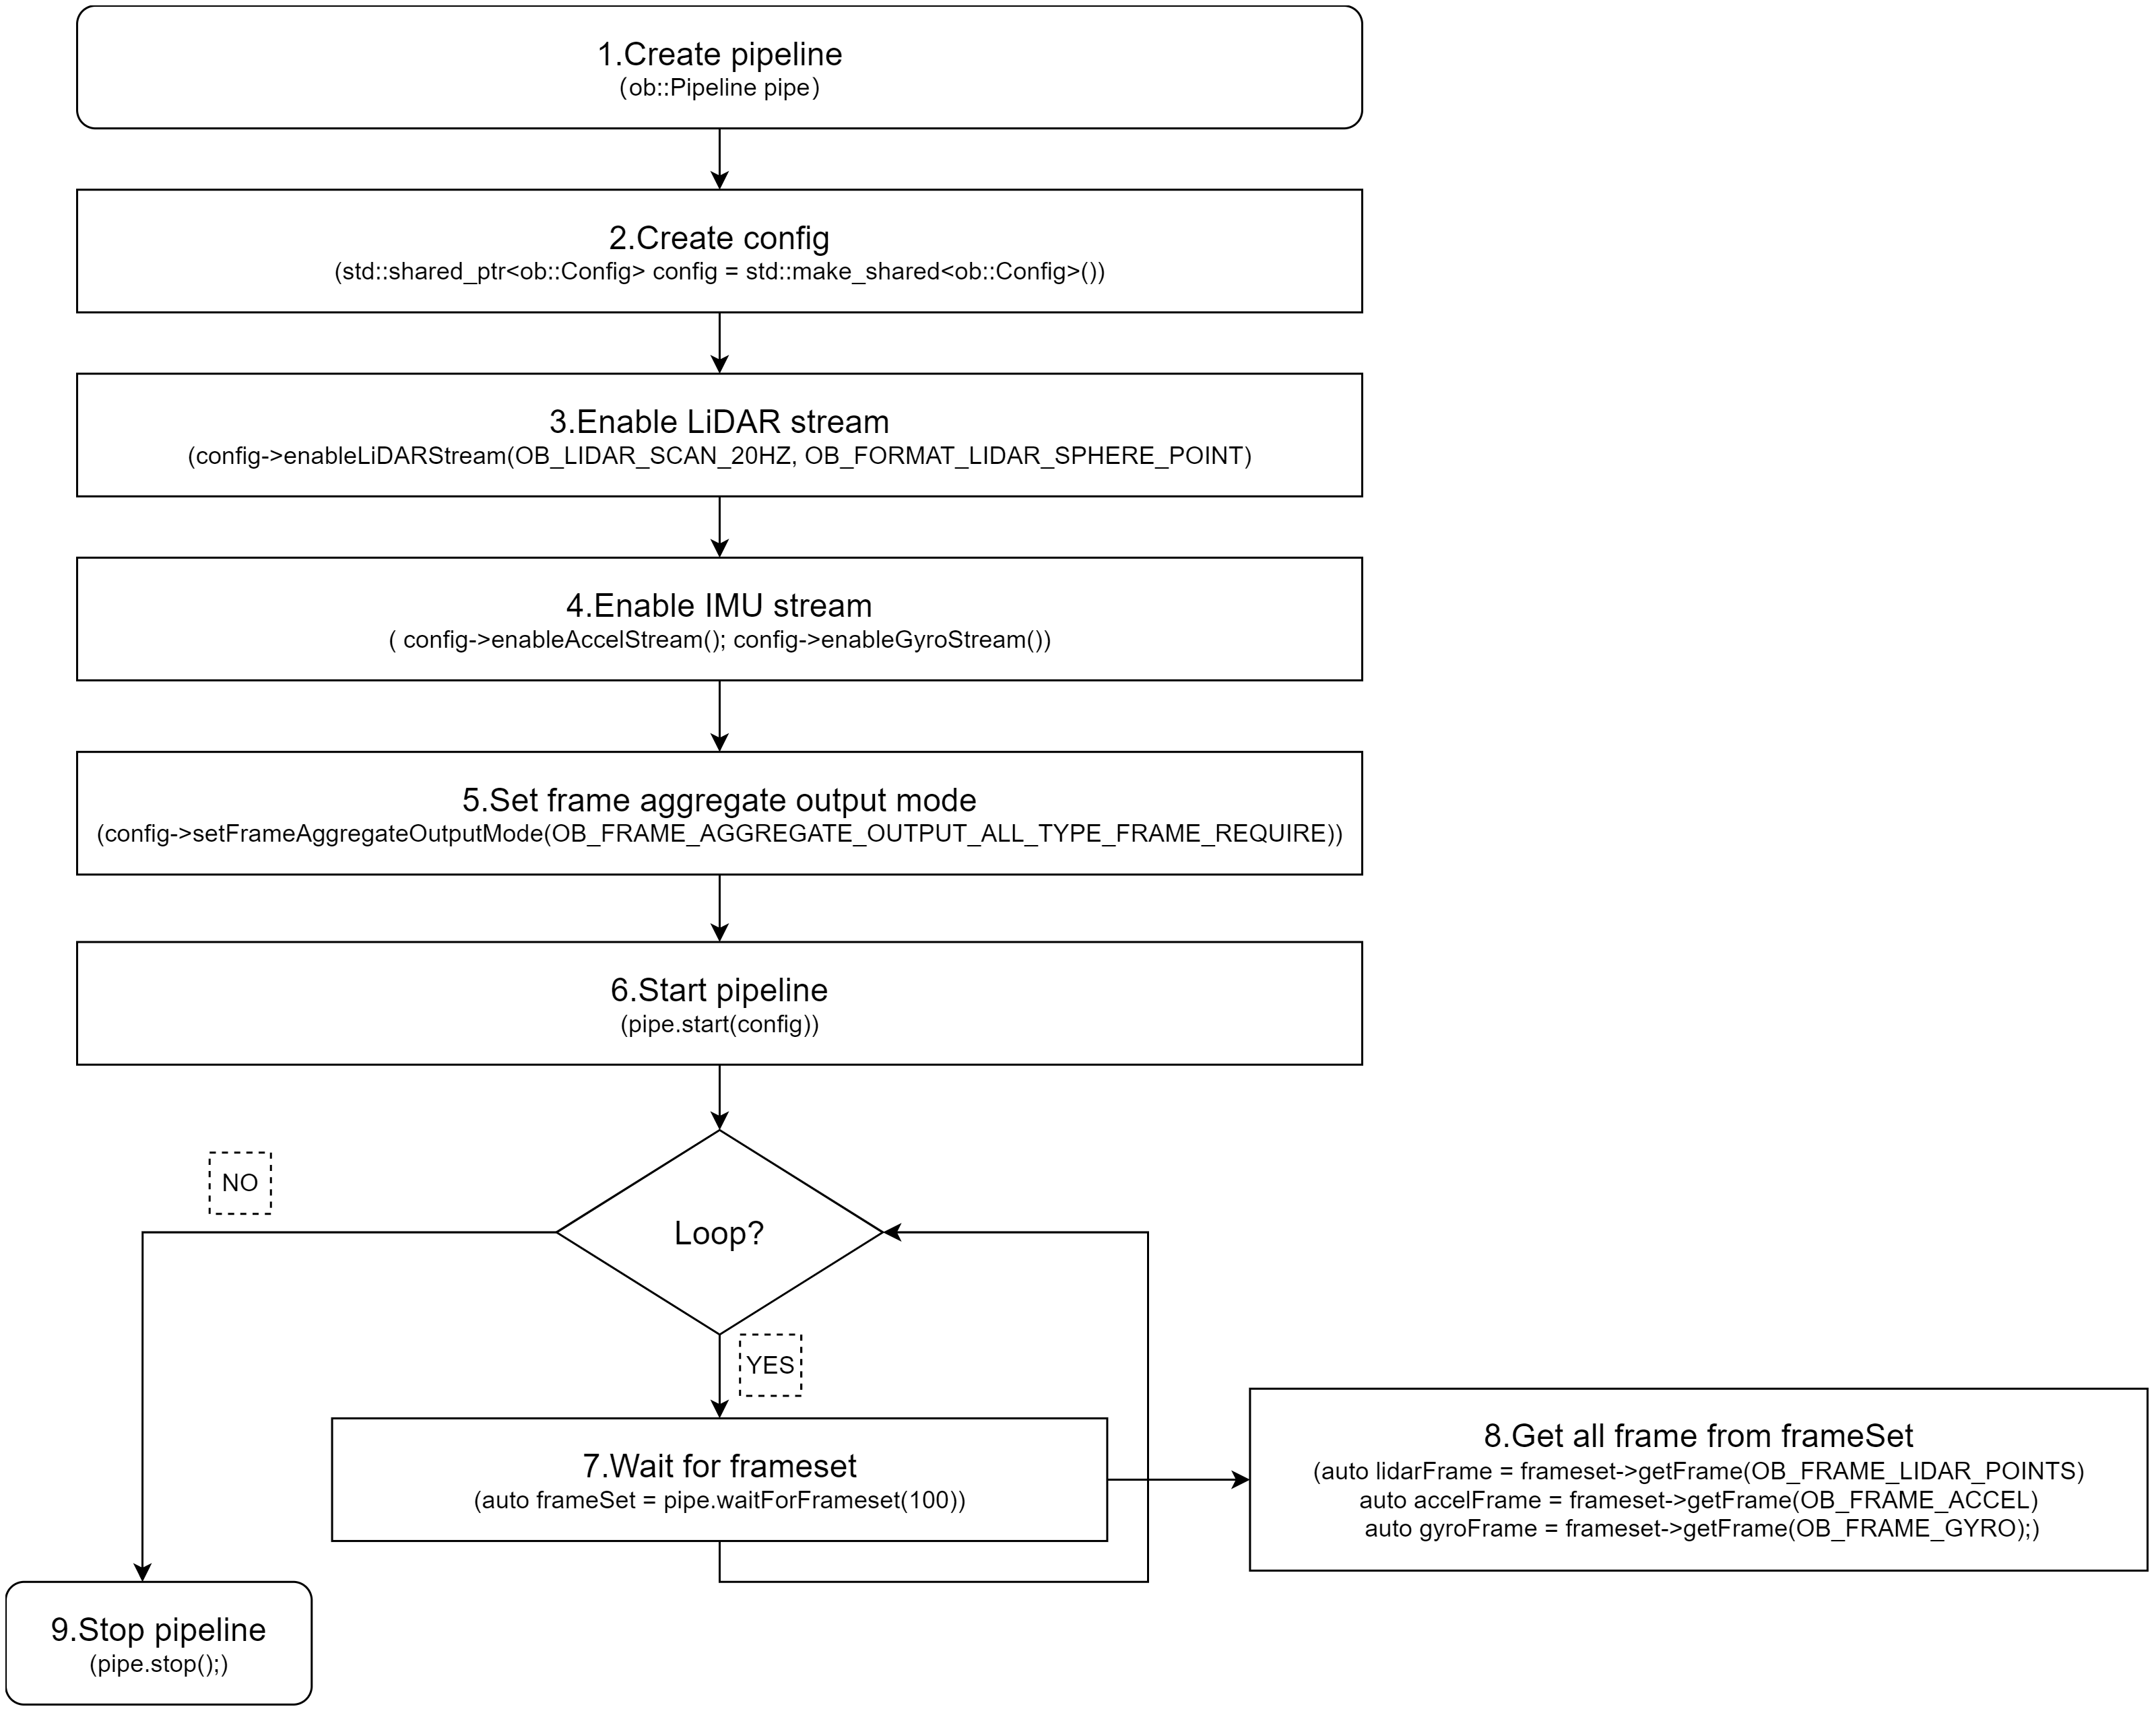 1.Create pipeline
(ob::Pipeline pipe)
2.Create config
(std::shared_ptr<ob::Config> config = std::make_shared<ob::Config>())
3.Enable LiDAR stream
(config->enableLiDARStream(OB_LIDAR_SCAN_20HZ, OB_FORMAT_LIDAR_SPHERE_POINT)
4.Enable IMU stream
( config->enableAccelStream(); config->enableGyroStream())
5.Set frame aggregate output mode
(config->setFrameAggregateOutputMode(OB_FRAME_AGGREGATE_OUTPUT_ALL_TYPE_FRAME_REQUIRE))
6.Start pipeline
(pipe.start(config))
NO
Loop?
YES
7.Wait for frameset
(auto frameSet = pipe.waitForFrameset(100))
8.Get all frame from frameSet
(auto lidarFrame = frameset->getFrame(OB_FRAME_LIDAR_POINTS)
auto accelFrame = frameset->getFrame(OB_FRAME_ACCEL)
auto gyroFrame = frameset->getFrame(OB_FRAME_GYRO);)
9.Stop pipeline
(pipe.stop();)